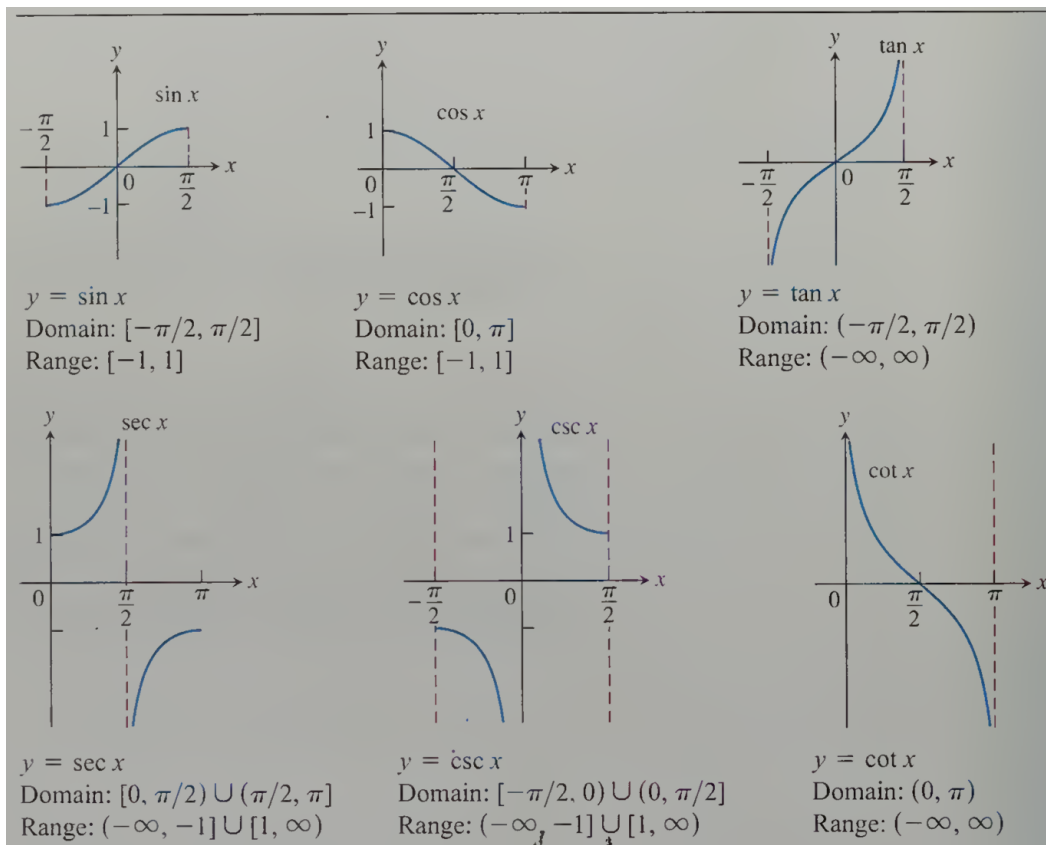 y
sin x
−π/2
1
0
π/2
x
−1
y = sin x
Domain: [−π/2, π/2]
Range: [−1, 1]
y
cos x
1
0
π/2
π
x
−1
y = cos x
Domain: [0, π]
Range: [−1, 1]
y
tan x
−π/2
0
π/2
x
y = tan x
Domain: (−π/2, π/2)
Range: (−∞, ∞)
y
sec x
1
0
π/2
π
x
y = sec x
Domain: [0, π/2) ∪ (π/2, π]
Range: (−∞, −1] ∪ [1, ∞)
y
csc x
1
−π/2
0
π/2
x
y = csc x
Domain: [−π/2, 0) ∪ (0, π/2]
Range: (−∞, −1] ∪ [1, ∞)
y
cot x
0
π/2
π
x
y = cot x
Domain: (0, π)
Range: (−∞, ∞)